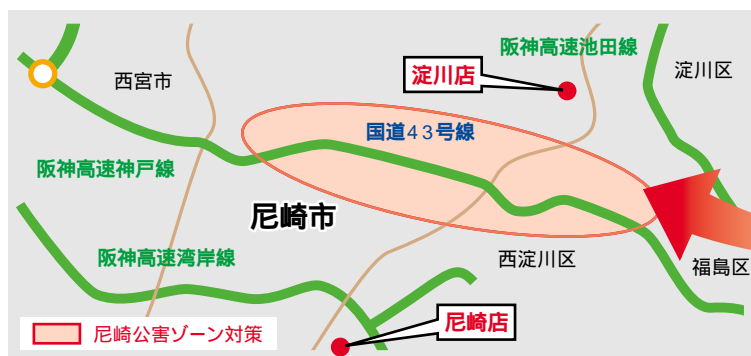 阪神高速池田線
淀川店
淀川区
西宮市
国道43号線
阪神高速神戸線
尼崎市
阪神高速湾岸線
西淀川区
福島区
尼崎店
尼崎公害ゾーン対策